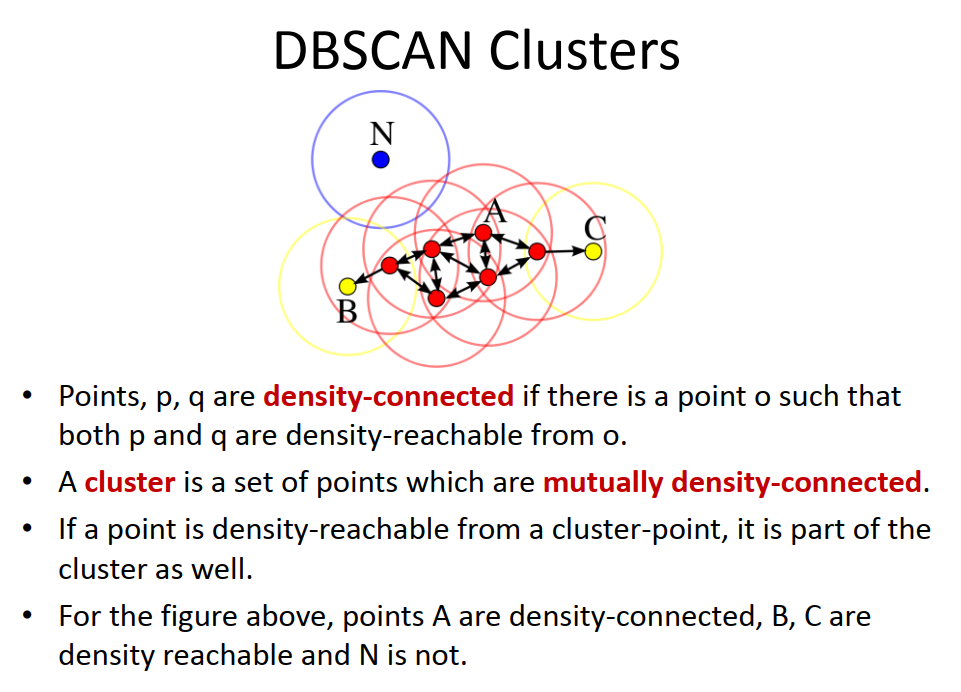 DBSCAN Clusters
N
A
C
B
• Points, p, q are density-connected if there is a point o such that
both p and q are density-reachable from o.
• A cluster is a set of points which are mutually density-connected.
• If a point is density-reachable from a cluster-point, it is part of the
cluster as well.
• For the figure above, points A are density-connected, B, C are
density reachable and N is not.